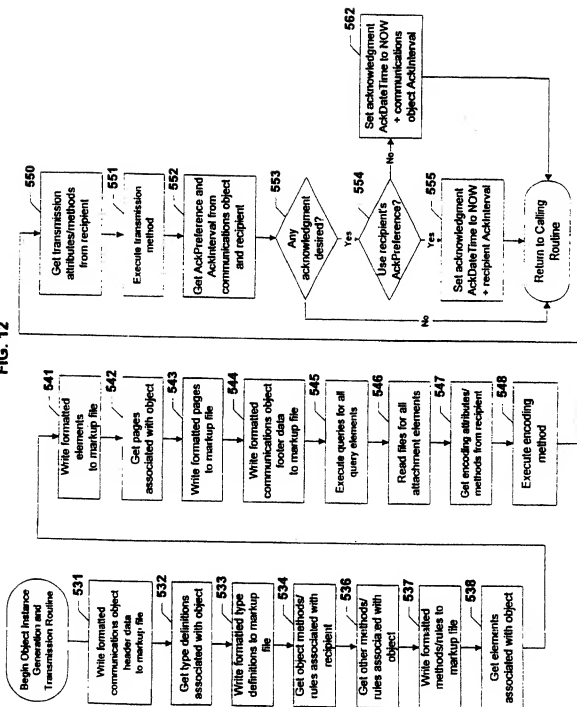 FIG. 12
Begin Object Instance
Generation and
Transmission Routine
531
Write formatted
communications object
header data
to markup file
532
Get type definitions
associated with object
533
Write formatted type
definitions to markup
file
534
Get object methods/
rules associated with
recipient
536
Get other methods/
rules associated with
object
537
Write formatted
methods/rules to
markup file
538
Get elements
associated with object
541
Write formatted
elements
to markup file
542
Get pages
associated with object
543
Write formatted pages
to markup file
544
Write formatted
communications object
footer data
to markup file
545
Execute queries for all
query elements
546
Read files for all
attachment elements
547
Get encoding attributes/
methods from recipient
548
Execute encoding
method
550
Get transmission
attributes/methods
from recipient
551
Execute transmission
method
552
Get AckPreference and
AckInterval from
communications object
and recipient
553
Any
acknowledgment
desired?
Yes
No
554
Use recipient's
AckPreference?
Yes
No
555
Set acknowledgment
AckDateTime to NOW
+ recipient AckInterval
562
Set acknowledgment
AckDateTime to NOW
+ communications
object AckInterval
Return to Calling
Routine